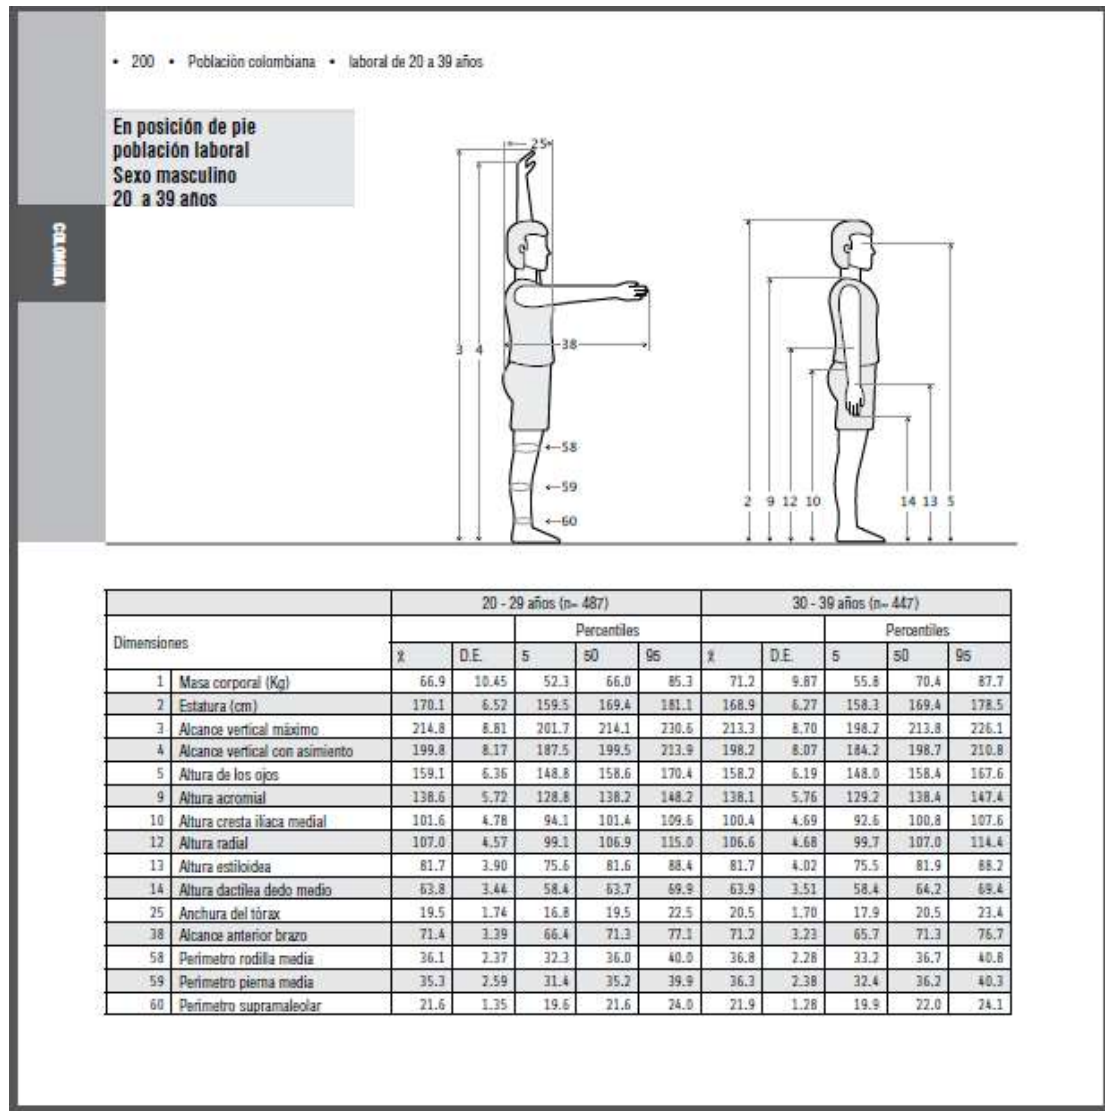 • 200 • Población colombiana • laboral de 20 a 39 años
En posición de pie
población laboral
Sexo masculino
20 a 39 años
COLOMBIA
25
3 4
38
58
59
60
2 9 12 10 14 13 5
20 - 29 años (n= 487) 30 - 39 años (n= 447)
Dimensiones Percentiles Percentiles
x̄ D.E. 5 50 95 x̄ D.E. 5 50 95
1 Masa corporal (Kg) 66.9 10.45 52.3 66.0 85.3 71.2 9.87 55.8 70.4 87.7
2 Estatura (cm) 170.1 6.52 159.5 169.4 181.1 168.9 6.27 158.3 169.4 178.5
3 Alcance vertical máximo 214.8 8.81 201.7 214.1 230.6 213.3 8.70 198.2 213.8 226.1
4 Alcance vertical con asimiento 199.8 8.17 187.5 199.5 213.9 198.2 8.07 184.2 198.7 210.8
5 Altura de los ojos 159.1 6.36 148.8 158.6 170.4 158.2 6.19 148.0 158.4 167.6
9 Altura acromial 138.6 5.72 128.8 138.2 148.2 138.1 5.76 129.2 138.4 147.4
10 Altura cresta iliaca medial 101.6 4.78 94.1 101.4 109.6 100.4 4.69 92.6 100.8 107.6
12 Altura radial 107.0 4.57 99.1 106.9 115.0 106.6 4.68 99.7 107.0 114.4
13 Altura estiloidea 81.7 3.90 75.6 81.6 88.4 81.7 4.02 75.5 81.9 88.2
14 Altura dactílea dedo medio 63.8 3.44 58.4 63.7 69.9 63.9 3.51 58.4 64.2 69.4
25 Anchura del tórax 19.5 1.74 16.8 19.5 22.5 20.5 1.70 17.9 20.5 23.4
38 Alcance anterior brazo 71.4 3.39 66.4 71.3 77.1 71.2 3.23 65.7 71.3 76.7
58 Perímetro rodilla media 36.1 2.37 32.3 36.0 40.0 36.8 2.28 33.2 36.7 40.8
59 Perímetro pierna media 35.3 2.59 31.4 35.2 39.9 36.3 2.38 32.4 36.2 40.3
60 Perímetro supramaleolar 21.6 1.35 19.6 21.6 24.0 21.9 1.28 19.9 22.0 24.1